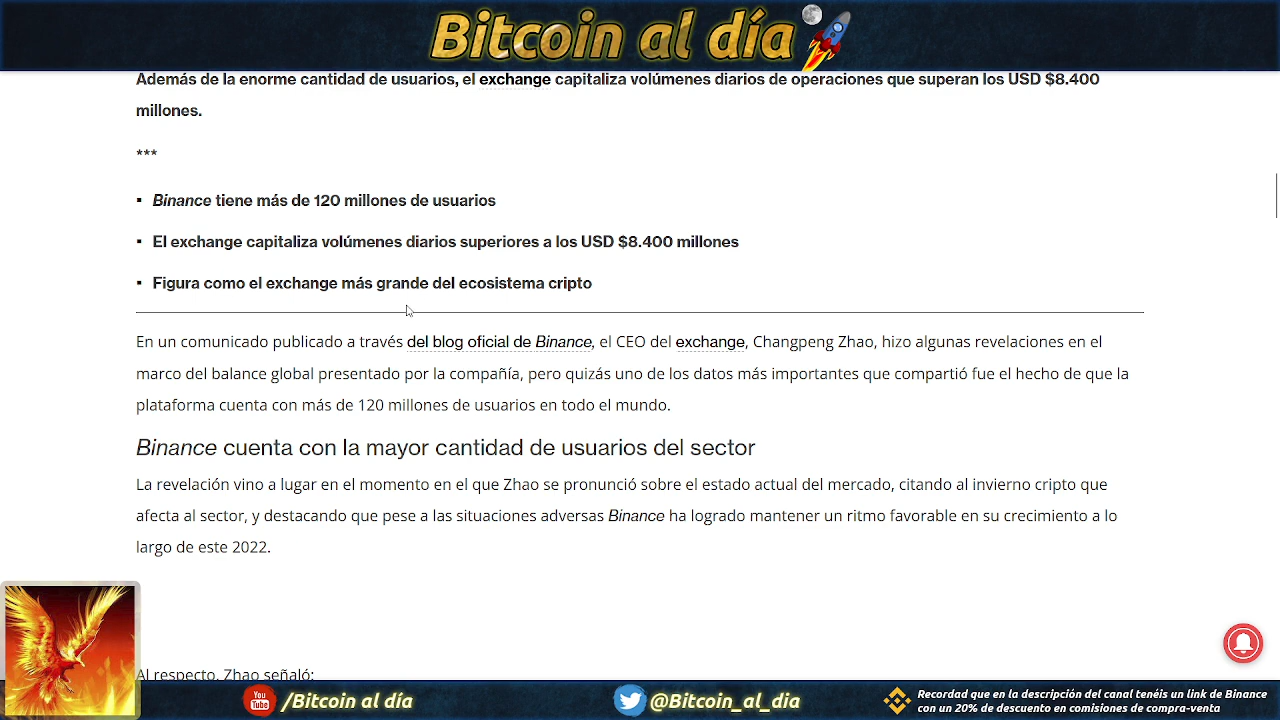 Bitcoin al día
Además de la enorme cantidad de usuarios, el exchange capitaliza volúmenes diarios de operaciones que superan los USD $8.400
millones.
***
▪ Binance tiene más de 120 millones de usuarios
▪ El exchange capitaliza volúmenes diarios superiores a los USD $8.400 millones
▪ Figura como el exchange más grande del ecosistema cripto
En un comunicado publicado a través del blog oficial de Binance, el CEO del exchange, Changpeng Zhao, hizo algunas revelaciones en el
marco del balance global presentado por la compañía, pero quizás uno de los datos más importantes que compartió fue el hecho de que la
plataforma cuenta con más de 120 millones de usuarios en todo el mundo.
Binance cuenta con la mayor cantidad de usuarios del sector
La revelación vino a lugar en el momento en el que Zhao se pronunció sobre el estado actual del mercado, citando al invierno cripto que
afecta al sector, y destacando que pese a las situaciones adversas Binance ha logrado mantener un ritmo favorable en su crecimiento a lo
largo de este 2022.
Al respecto, Zhao señaló:
You Tube /Bitcoin al día
@Bitcoin_al_dia
Recordad que en la descripción del canal tenéis un link de Binance
con un 20% de descuento en comisiones de compra-venta